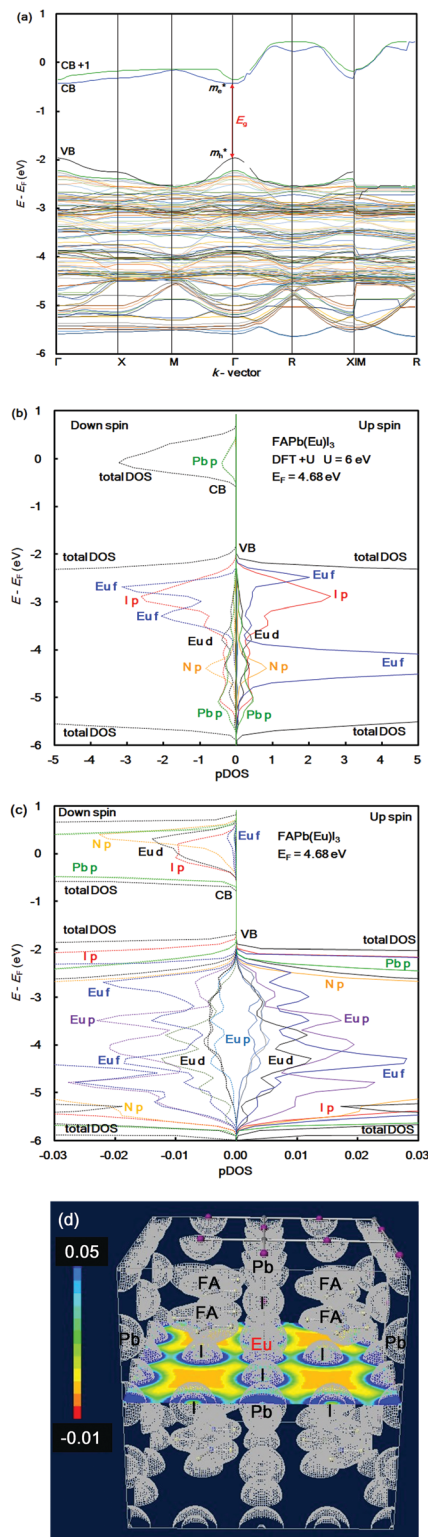 (a)
1
0
-1
-2
-3
-4
-5
-6
E - E_F (eV)
CB +1
CB
VB
m_e*
E_g
m_h*
Γ X M Γ R X|M R
k - vector
(b)
1
0
-1
-2
-3
-4
-5
-6
E - E_F (eV)
Down spin
Up spin
FAPb(Eu)I3
DFT +U U = 6 eV
E_F = 4.68 eV
Pb p
total DOS
CB
VB
total DOS
total DOS
Eu f
Eu f
I p
I p
Eu f
Eu d
Eu d
N p
N p
Eu f
Pb p
Pb p
total DOS
total DOS
-5 -4 -3 -2 -1 0 1 2 3 4 5
pDOS
(c)
1
0
-1
-2
-3
-4
-5
-6
E - E_F (eV)
Down spin
Up spin
N p
Eu f
FAPb(Eu)I3
Eu d
I p
E_F = 4.68 eV
Pb p
total DOS
CB
VB
total DOS
total DOS
I p
Pb p
Eu f
N p
Eu p
Eu p
Eu p
Eu f
Eu d
Eu d
Eu f
N p
I p
total DOS
total DOS
-0.03 -0.02 -0.01 0.00 0.01 0.02 0.03
pDOS
(d)
0.05
-0.01
Pb
FA
I
FA
FA
FA
Pb
Eu
Pb
I
I
I
I
Pb
I